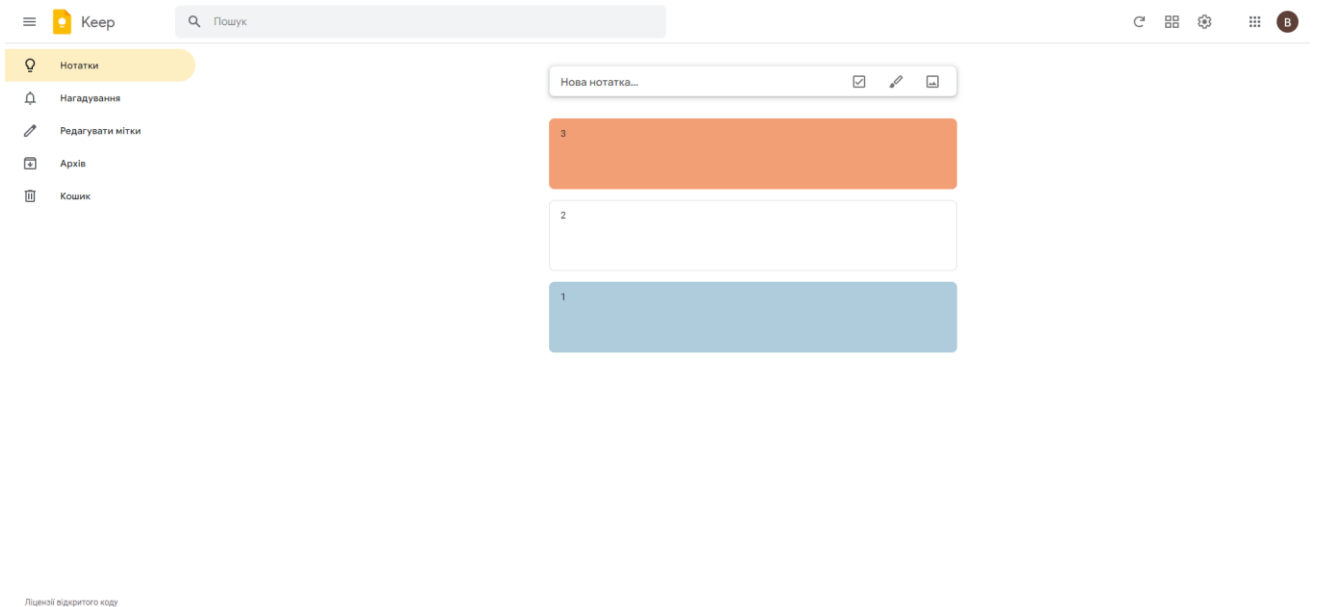 Keep
Пошук
B
Нотатки
Нагадування
Редагувати мітки
Архів
Кошик
Нова нотатка...
3
2
1
Ліцензії відкритого коду